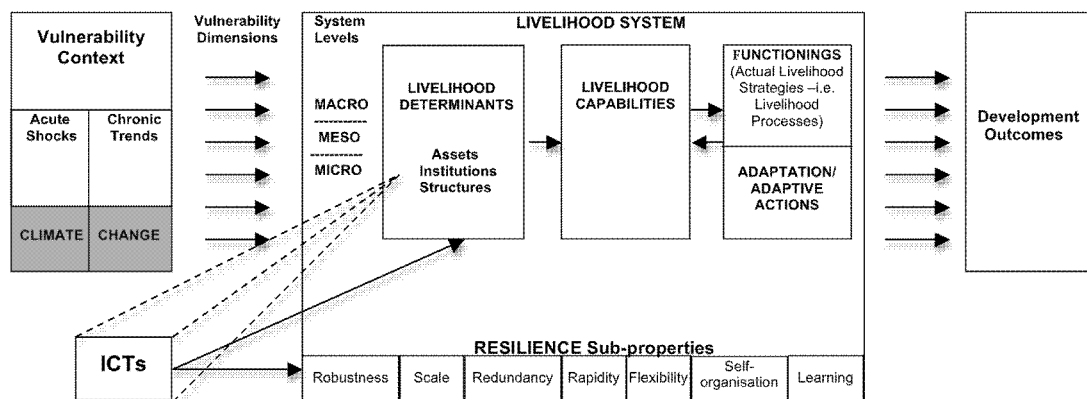 Vulnerability
Context
Acute
Shocks
Chronic
Trends
CLIMATE
CHANGE
Vulnerability
Dimensions
System
Levels
MACRO
MESO
MICRO
LIVELIHOOD SYSTEM
LIVELIHOOD
DETERMINANTS
Assets
Institutions
Structures
LIVELIHOOD
CAPABILITIES
FUNCTIONINGS
(Actual Livelihood
Strategies –i.e.
Livelihood
Processes)
ADAPTATION/
ADAPTIVE
ACTIONS
Development
Outcomes
ICTs
RESILIENCE Sub-properties
Robustness
Scale
Redundancy
Rapidity
Flexibility
Self-
organisation
Learning